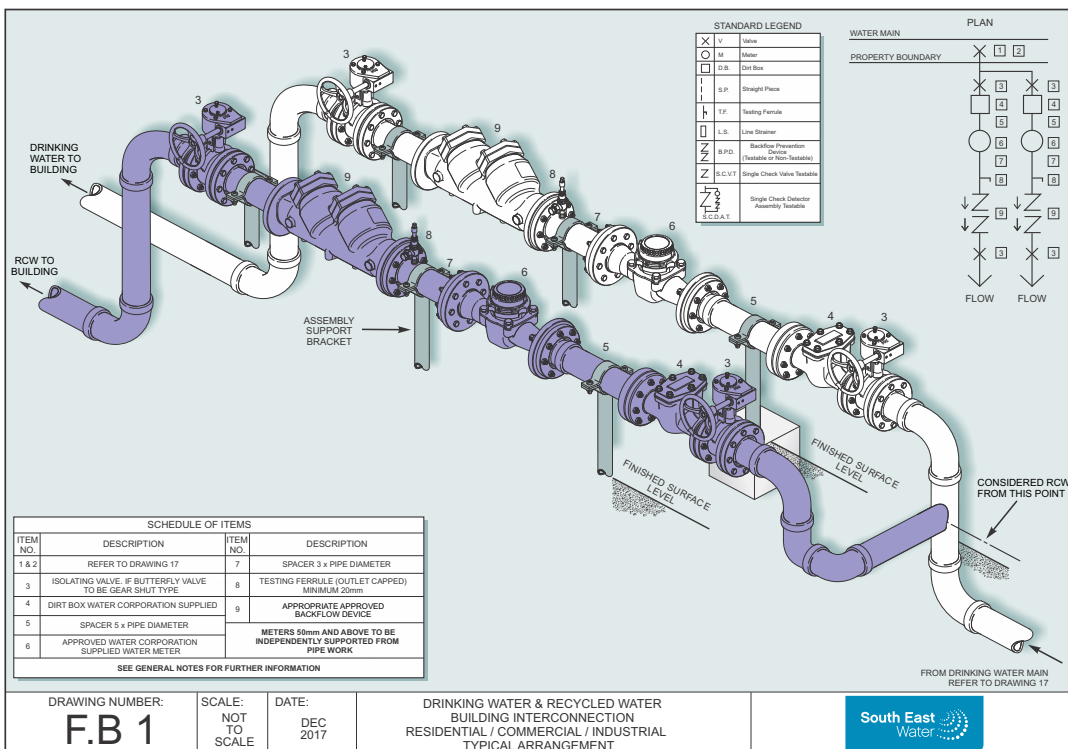 STANDARD LEGEND
V Valve
M Meter
D.B. Dirt Box
S.P. Straight Piece
T.F. Testing Ferrule
L.S. Line Strainer
B.P.D. Backflow Prevention
Device
(Testable or Non-Testable)
S.C.V.T Single Check Valve Testable
S.C.D.A.T. Single Check Detector
Assembly Testable
PLAN
WATER MAIN
1 2
PROPERTY BOUNDARY
3 3
4 4
5 5
6 6
7 7
8 8
9 9
3 3
FLOW FLOW
3
3
9
9
8
8
7
7
6
6
5
5
4
4
3
3
DRINKING
WATER TO
BUILDING
RCW TO
BUILDING
ASSEMBLY
SUPPORT
BRACKET
FINISHED SURFACE
LEVEL
FINISHED SURFACE
LEVEL
CONSIDERED RCW
FROM THIS POINT
FROM DRINKING WATER MAIN
REFER TO DRAWING 17
SCHEDULE OF ITEMS
ITEM
NO. DESCRIPTION ITEM
NO. DESCRIPTION
1 & 2 REFER TO DRAWING 17
3 ISOLATING VALVE. IF BUTTERFLY VALVE
TO BE GEAR SHUT TYPE
4 DIRT BOX WATER CORPORATION SUPPLIED
5 SPACER 5 x PIPE DIAMETER
6 APPROVED WATER CORPORATION
SUPPLIED WATER METER
7 SPACER 3 x PIPE DIAMETER
8 TESTING FERRULE (OUTLET CAPPED)
MINIMUM 20mm
9 APPROPRIATE APPROVED
BACKFLOW DEVICE
METERS 50mm AND ABOVE TO BE
INDEPENDENTLY SUPPORTED FROM
PIPE WORK
SEE GENERAL NOTES FOR FURTHER INFORMATION
DRAWING NUMBER:
F.B 1
SCALE:
NOT
TO
SCALE
DATE:
DEC
2017
DRINKING WATER & RECYCLED WATER
BUILDING INTERCONNECTION
RESIDENTIAL / COMMERCIAL / INDUSTRIAL
TYPICAL ARRANGEMENT
South East
Water